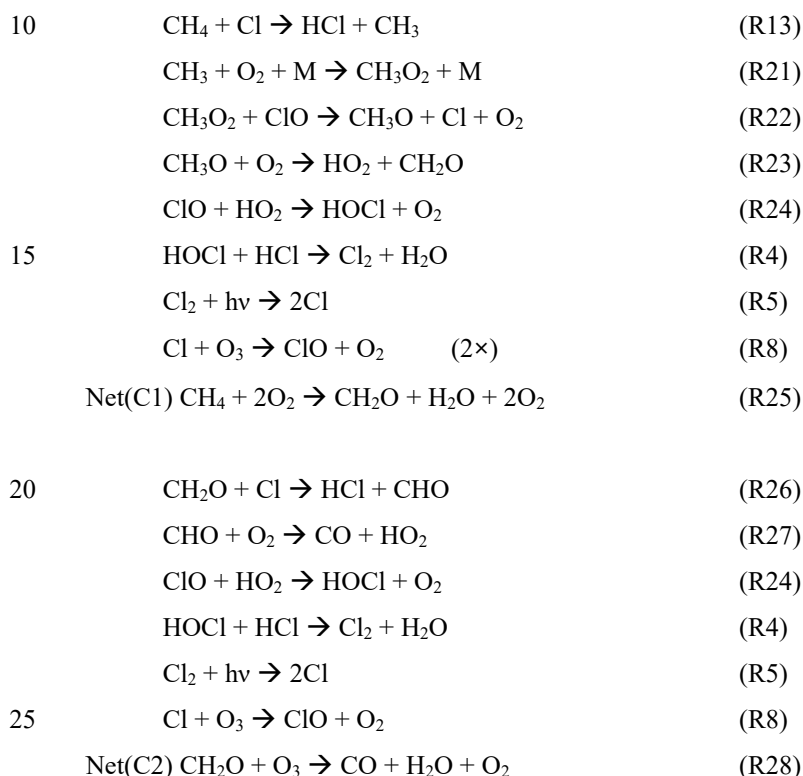 10 CH₄ + Cl → HCl + CH₃ (R13)
CH₃ + O₂ + M → CH₃O₂ + M (R21)
CH₃O₂ + ClO → CH₃O + Cl + O₂ (R22)
CH₃O + O₂ → HO₂ + CH₂O (R23)
ClO + HO₂ → HOCl + O₂ (R24)
15 HOCl + HCl → Cl₂ + H₂O (R4)
Cl₂ + hν → 2Cl (R5)
Cl + O₃ → ClO + O₂ (2×) (R8)
Net(C1) CH₄ + 2O₂ → CH₂O + H₂O + 2O₂ (R25)
20 CH₂O + Cl → HCl + CHO (R26)
CHO + O₂ → CO + HO₂ (R27)
ClO + HO₂ → HOCl + O₂ (R24)
HOCl + HCl → Cl₂ + H₂O (R4)
Cl₂ + hν → 2Cl (R5)
25 Cl + O₃ → ClO + O₂ (R8)
Net(C2) CH₂O + O₃ → CO + H₂O + O₂ (R28)